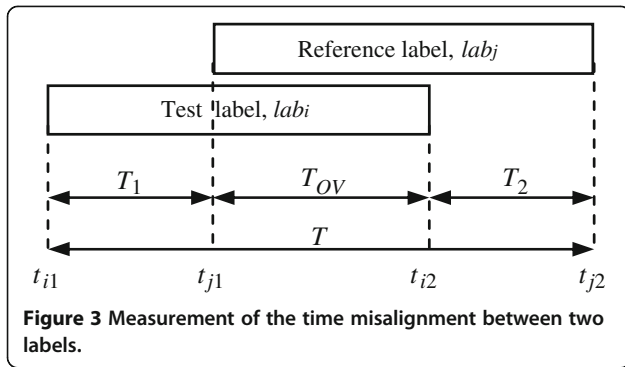 Reference label, labj
Test label, labi
T1 TOV T2
T
ti1 tj1 ti2 tj2
Figure 3 Measurement of the time misalignment between two
labels.